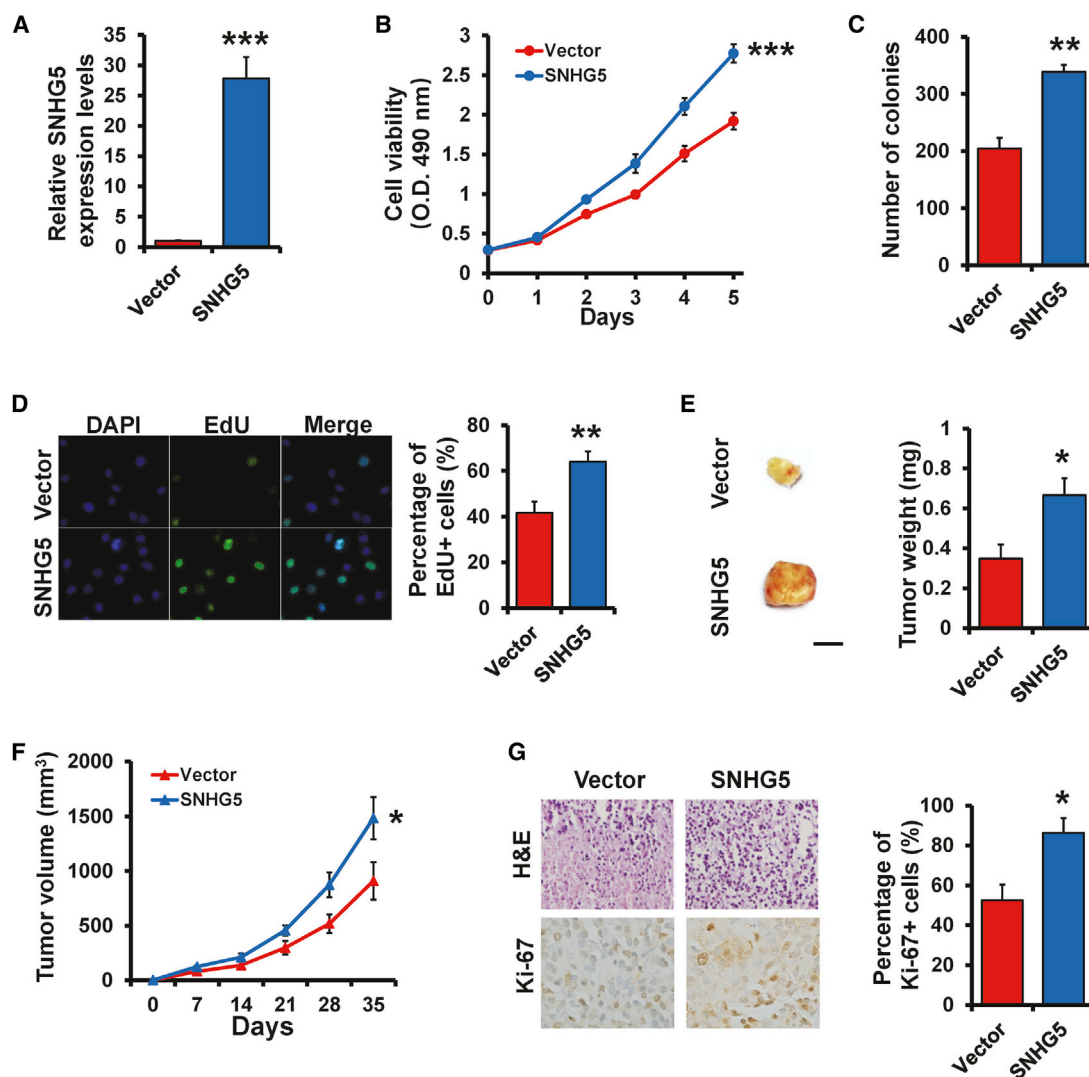 A
Relative SNHG5
expression levels
35
30
25
20
15
10
5
0
***
Vector
SNHG5
B
Cell viability
(O.D. 490 nm)
3
2.5
2
1.5
1
0.5
0
Vector
SNHG5
***
0 1 2 3 4 5
Days
C
Number of colonies
400
300
200
100
0
**
Vector
SNHG5
D
DAPI EdU Merge
Vector
SNHG5
Percentage of
EdU+ cells (%)
80
60
40
20
0
**
Vector
SNHG5
E
Vector
SNHG5
Tumor weight (mg)
1
0.8
0.6
0.4
0.2
0
*
Vector
SNHG5
F
Tumor volume (mm³)
2000
1500
1000
500
0
Vector
SNHG5
*
0 7 14 21 28 35
Days
G
Vector SNHG5
H&E
Ki-67
Percentage of
Ki-67+ cells (%)
100
80
60
40
20
0
*
Vector
SNHG5